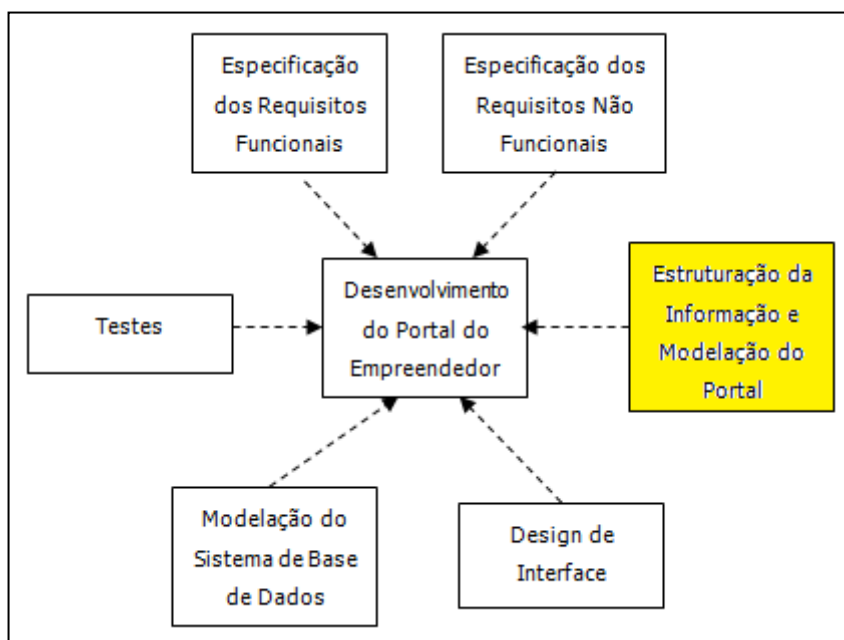 Especificação
dos Requisitos
Funcionais
Especificação dos
Requisitos Não
Funcionais
Estruturação da
Informação e
Modelação do
Portal
Desenvolvimento
do Portal do
Empreendedor
Testes
Modelação do
Sistema de Base
de Dados
Design de
Interface